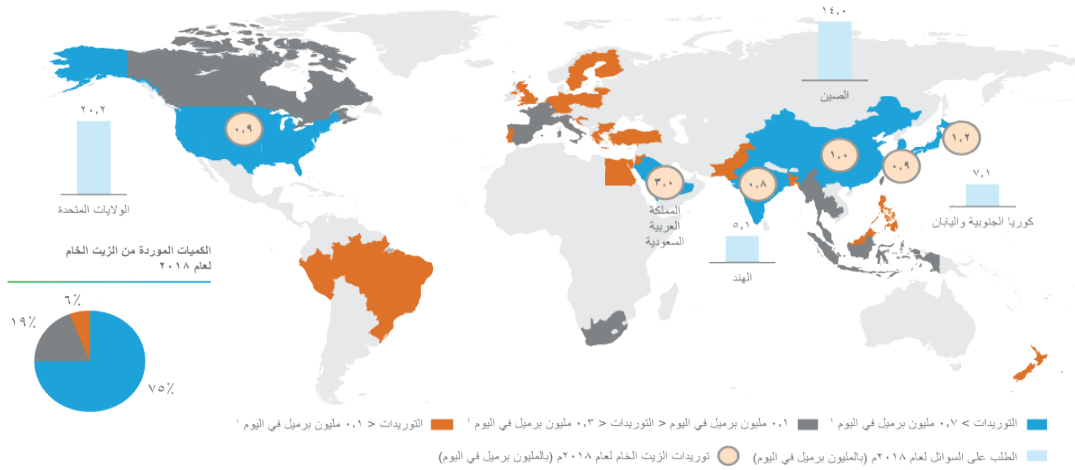 ١٤,٠
الصين
٢٠,٢
الولايات المتحدة
٠,٩
٣,٠
المملكة
العربية
السعودية
٠,٨
١,٠
٠,٩
١,٢
٧,١
كوريا الجنوبية واليابان
٥,١
الهند
الكميات الموردة من الزيت الخام
لعام ٢٠١٨
٦٪
١٩٪
٧٥٪
التوريدات > ٠,٧ مليون برميل في اليوم ١
٠,١ مليون برميل في اليوم < التوريدات < ٠,٣ مليون برميل في اليوم ١
التوريدات < ٠,١ مليون برميل في اليوم ١
الطلب على السوائل لعام ٢٠١٨م (بالمليون برميل في اليوم)
توريدات الزيت الخام لعام ٢٠١٨م (بالمليون برميل في اليوم)